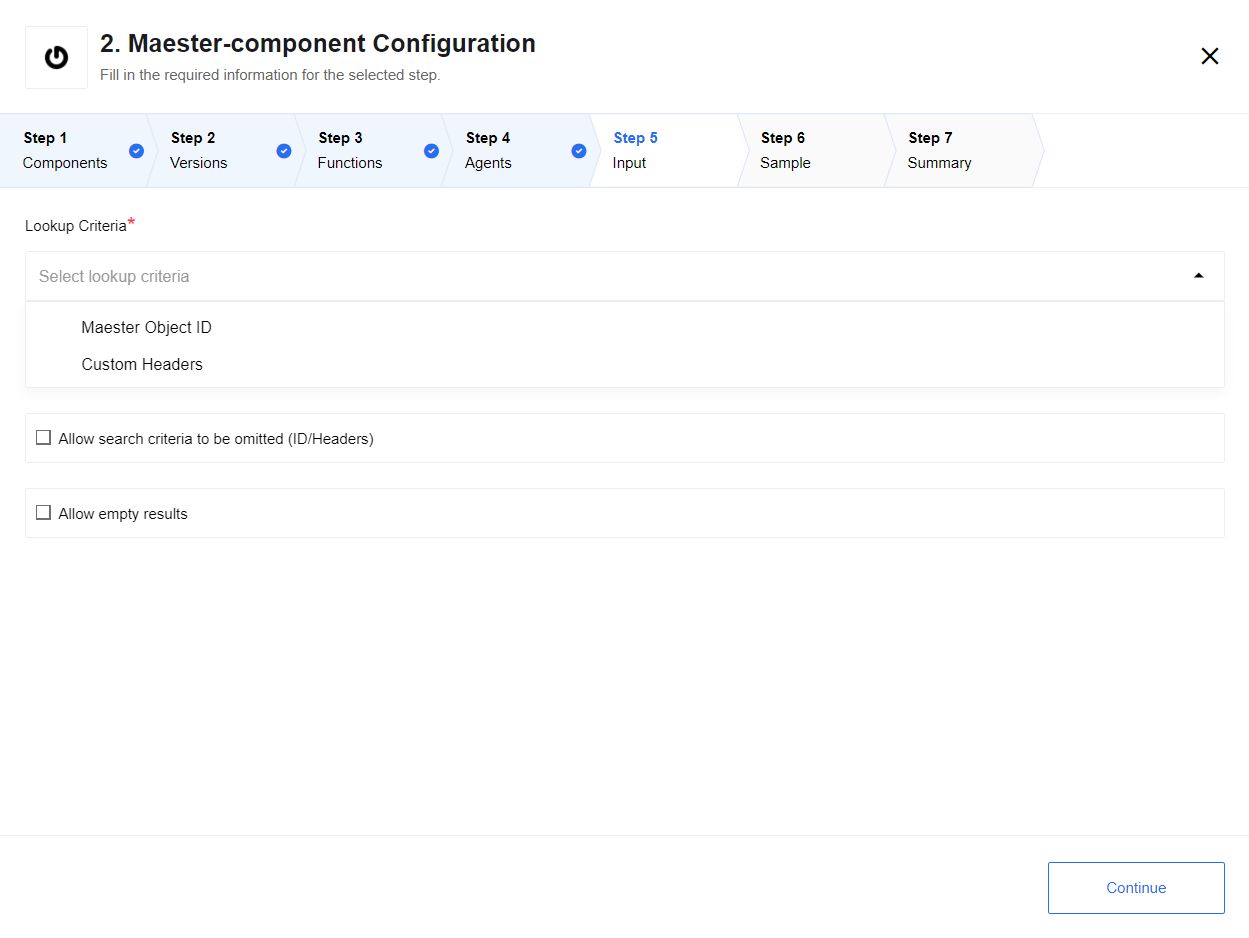 2. Maester-component Configuration
Fill in the required information for the selected step.
Step 1
Components
Step 2
Versions
Step 3
Functions
Step 4
Agents
Step 5
Input
Step 6
Sample
Step 7
Summary
Lookup Criteria*
Select lookup criteria
Maester Object ID
Custom Headers
Allow search criteria to be omitted (ID/Headers)
Allow empty results
Continue